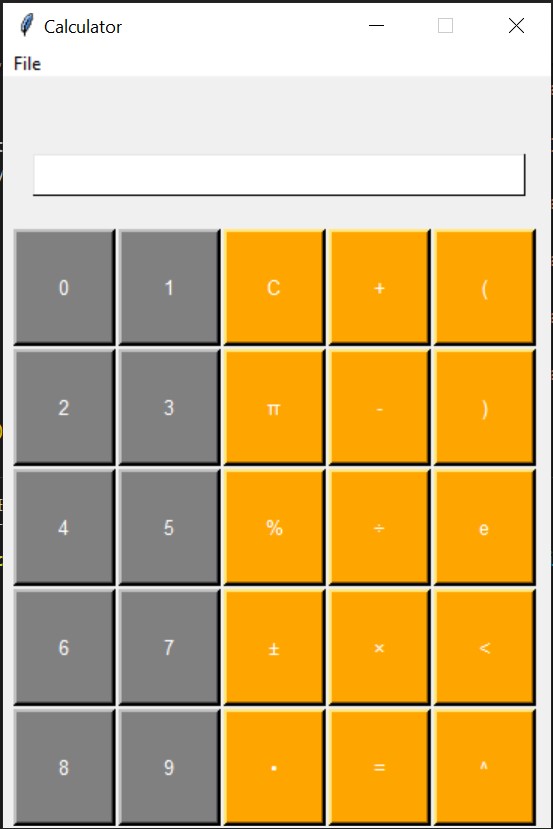 Calculator
File
0 1 C + (
2 3 π - )
4 5 % ÷ e
6 7 ± × <
8 9 • = ^